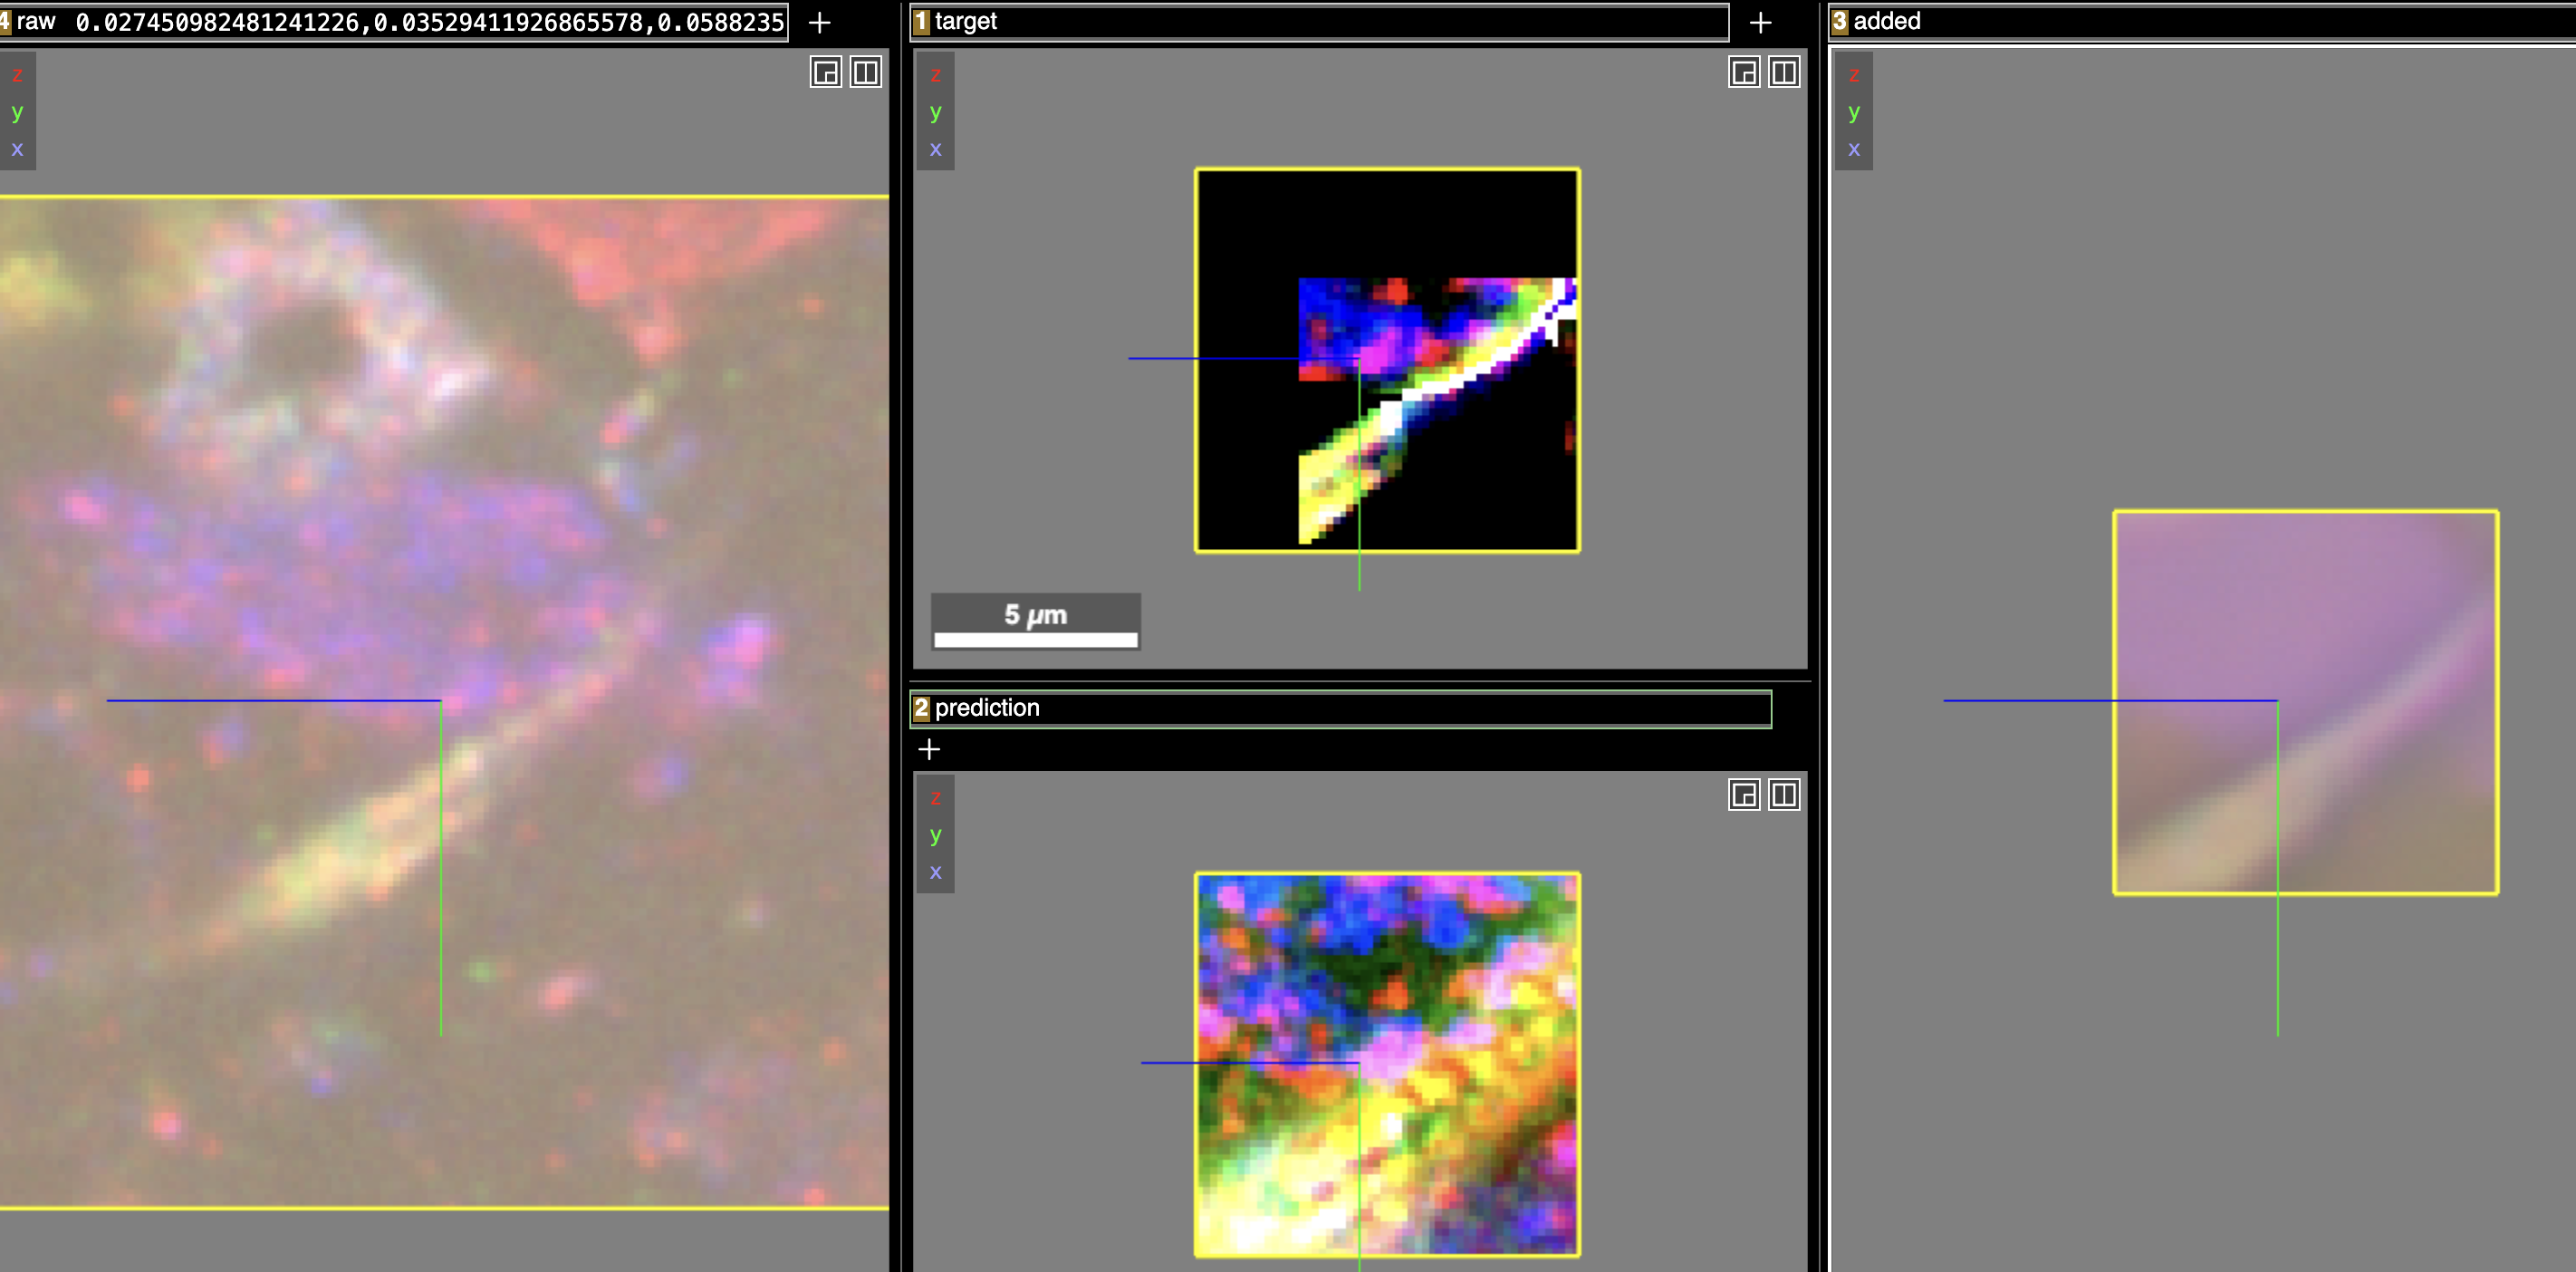 4 raw 0.027450982481241226,0.03529411926865578,0.0588235 +
z
y
x
1 target +
z
y
x
5 µm
2 prediction
+
z
y
x
3 added
z
y
x